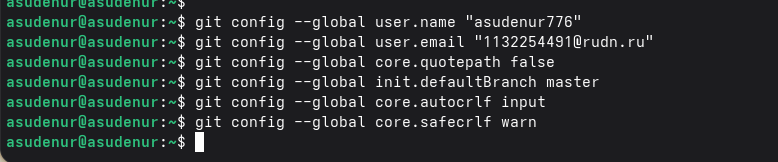 asudenur@asudenur:~$
asudenur@asudenur:~$ git config --global user.name "asudenur776"
asudenur@asudenur:~$ git config --global user.email "1132254491@rudn.ru"
asudenur@asudenur:~$ git config --global core.quotepath false
asudenur@asudenur:~$ git config --global init.defaultBranch master
asudenur@asudenur:~$ git config --global core.autocrlf input
asudenur@asudenur:~$ git config --global core.safecrlf warn
asudenur@asudenur:~$